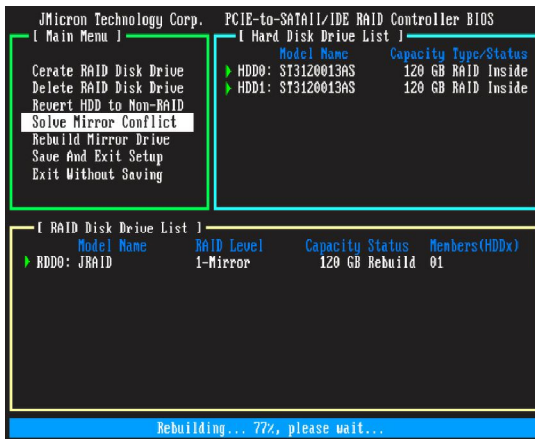 JMicron Technology Corp. PCIE-to-SATAII/IDE RAID Controller BIOS
[ Main Menu ]
Cerate RAID Disk Drive
Delete RAID Disk Drive
Revert HDD to Non-RAID
Solve Mirror Conflict
Rebuild Mirror Drive
Save And Exit Setup
Exit Without Saving
[ Hard Disk Drive List ]
Model Name Capacity Type/Status
HDD0: ST3120013AS 120 GB RAID Inside
HDD1: ST3120013AS 120 GB RAID Inside
[ RAID Disk Drive List ]
Model Name RAID Level Capacity Status Members(HDDx)
RDD0: JRAID 1-Mirror 120 GB Rebuild 01
Rebuilding... 77%, please wait...